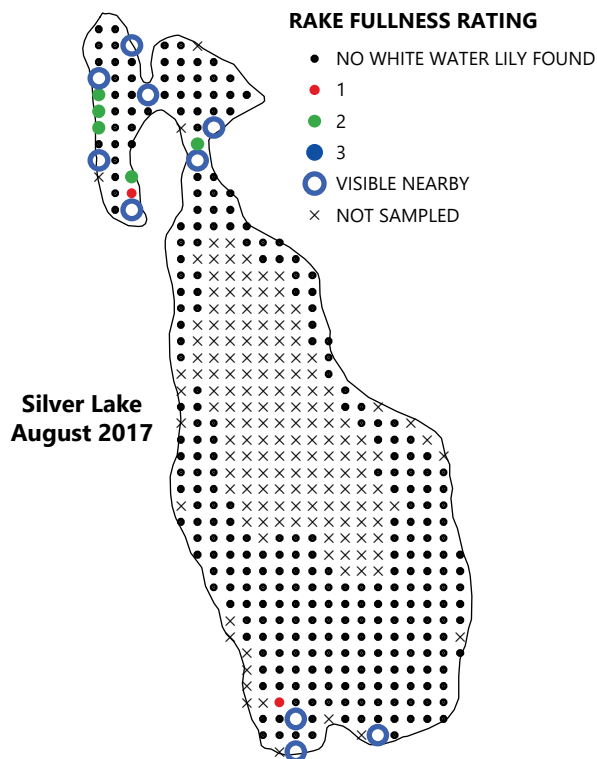 RAKE FULLNESS RATING
NO WHITE WATER LILY FOUND
1
2
3
VISIBLE NEARBY
NOT SAMPLED
Silver Lake
August 2017